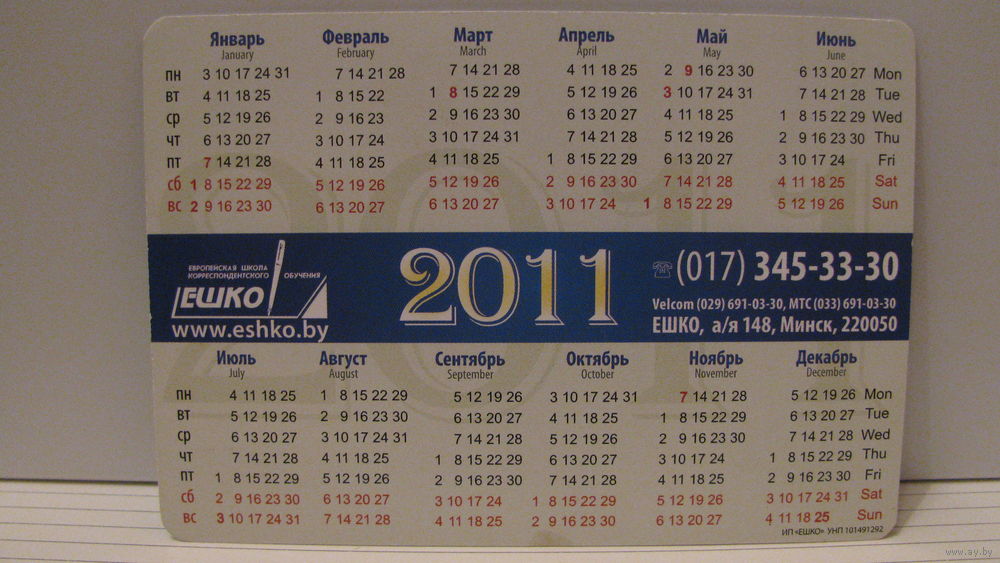 Январь Февраль Март Апрель Май Июнь
January February March April May June
пн 3 10 17 24 31 7 14 21 28 7 14 21 28 4 11 18 25 2 9 16 23 30 6 13 20 27 Mon
вт 4 11 18 25 1 8 15 22 1 8 15 22 29 5 12 19 26 3 10 17 24 31 7 14 21 28 Tue
ср 5 12 19 26 2 9 16 23 2 9 16 23 30 6 13 20 27 4 11 18 25 1 8 15 22 29 Wed
чт 6 13 20 27 3 10 17 24 3 10 17 24 31 7 14 21 28 5 12 19 26 2 9 16 23 30 Thu
пт 7 14 21 28 4 11 18 25 4 11 18 25 1 8 15 22 29 6 13 20 27 3 10 17 24 Fri
сб 1 8 15 22 29 5 12 19 26 5 12 19 26 2 9 16 23 30 7 14 21 28 4 11 18 25 Sat
вс 2 9 16 23 30 6 13 20 27 6 13 20 27 3 10 17 24 1 8 15 22 29 5 12 19 26 Sun
ЕВРОПЕЙСКАЯ ШКОЛА
КОРРЕСПОНДЕНТСКОГО ОБУЧЕНИЯ
ЕШКО
www.eshko.by
2011
☏(017) 345-33-30
Velcom (029) 691-03-30, МТС (033) 691-03-30
ЕШКО, а/я 148, Минск, 220050
Июль Август Сентябрь Октябрь Ноябрь Декабрь
July August September October November December
пн 4 11 18 25 1 8 15 22 29 5 12 19 26 3 10 17 24 31 7 14 21 28 5 12 19 26 Mon
вт 5 12 19 26 2 9 16 23 30 6 13 20 27 4 11 18 25 1 8 15 22 29 6 13 20 27 Tue
ср 6 13 20 27 3 10 17 24 31 7 14 21 28 5 12 19 26 2 9 16 23 30 7 14 21 28 Wed
чт 7 14 21 28 4 11 18 25 1 8 15 22 29 6 13 20 27 3 10 17 24 1 8 15 22 29 Thu
пт 1 8 15 22 29 5 12 19 26 2 9 16 23 30 7 14 21 28 4 11 18 25 2 9 16 23 30 Fri
сб 2 9 16 23 30 6 13 20 27 3 10 17 24 1 8 15 22 29 5 12 19 26 3 10 17 24 31 Sat
вс 3 10 17 24 31 7 14 21 28 4 11 18 25 2 9 16 23 30 6 13 20 27 4 11 18 25 Sun
ИП «ЕШКО» УНП 101491292
www.ay.by